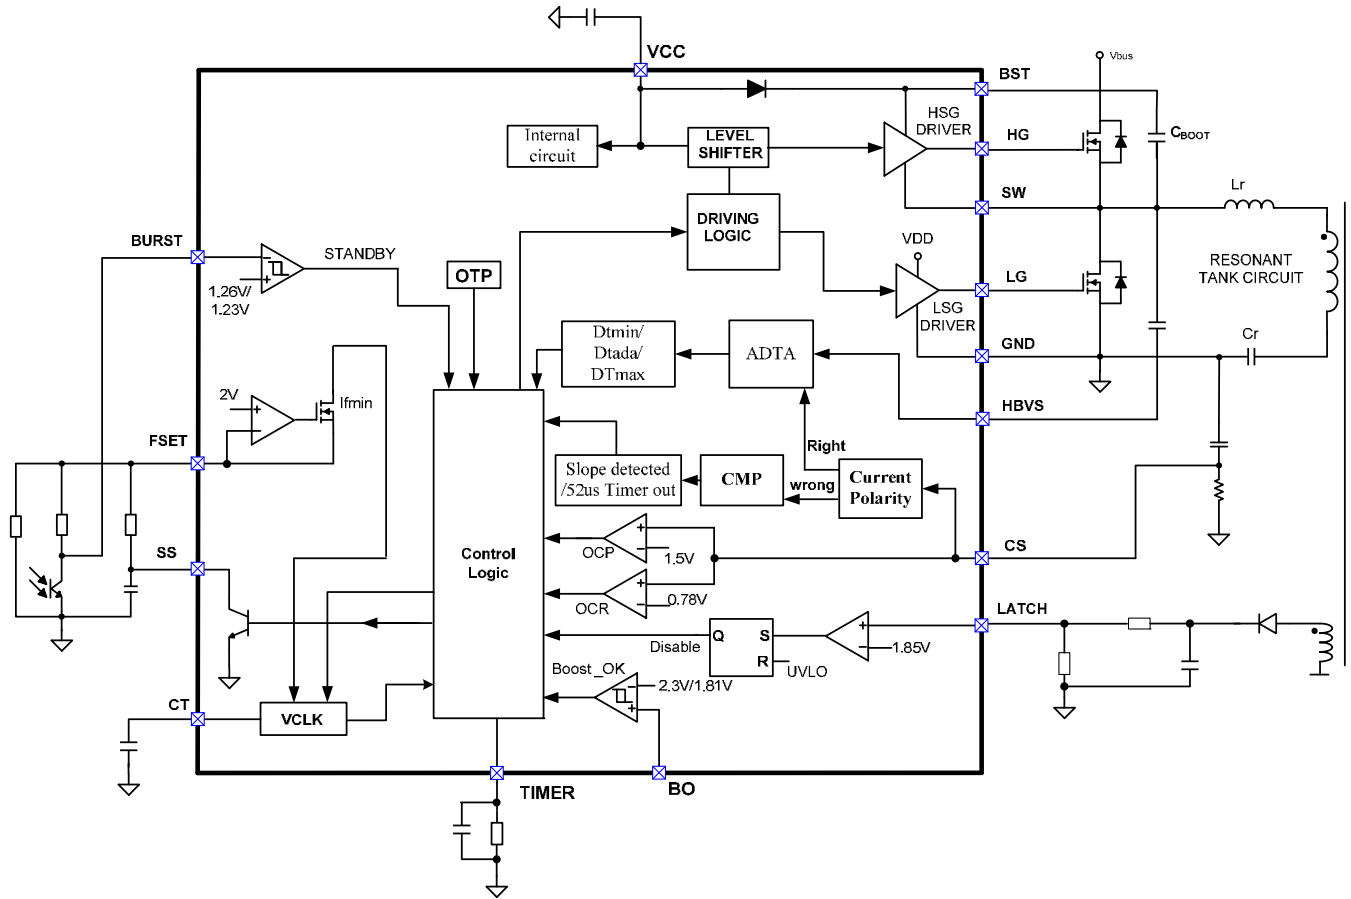 VCC
Vbus
BST
HSG
DRIVER
Internal
circuit
LEVEL
SHIFTER
HG
CBOOT
SW
Lr
DRIVING
LOGIC
BURST
STANDBY
VDD
RESONANT
TANK CIRCUIT
OTP
LG
1.26V/
1.23V
LSG
DRIVER
Dtmin/
Dtada/
DTmax
ADTA
GND
Cr
2V
Ifmin
HBVS
FSET
Right
Slope detected
/52us Timer out
CMP
wrong
Current
Polarity
SS
Control
Logic
OCP
1.5V
CS
OCR
0.78V
LATCH
Disable
Q
S
R
1.85V
UVLO
Boost_OK
2.3V/1.81V
CT
VCLK
TIMER
BO